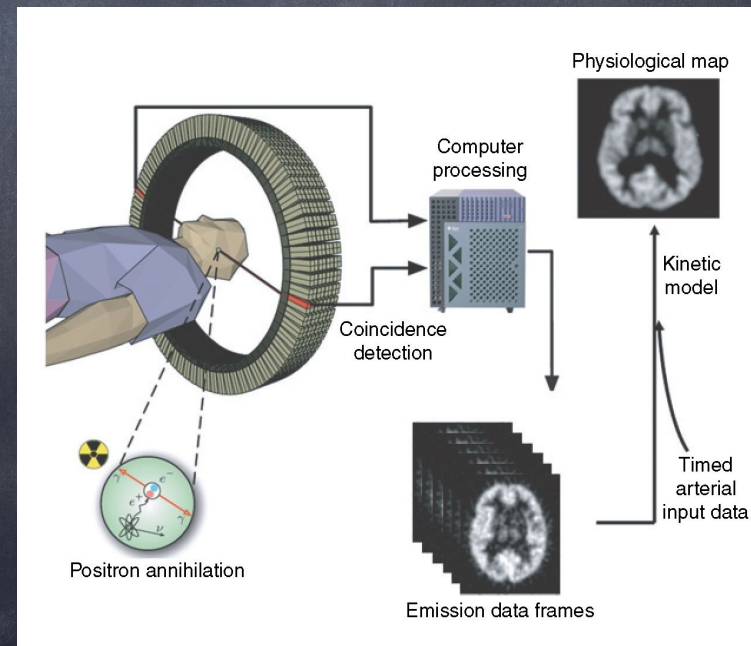 Physiological map
Computer
processing
Kinetic
model
Coincidence
detection
Timed
arterial
input data
γ
e⁻
e⁺
γ
ν
Positron annihilation
Emission data frames